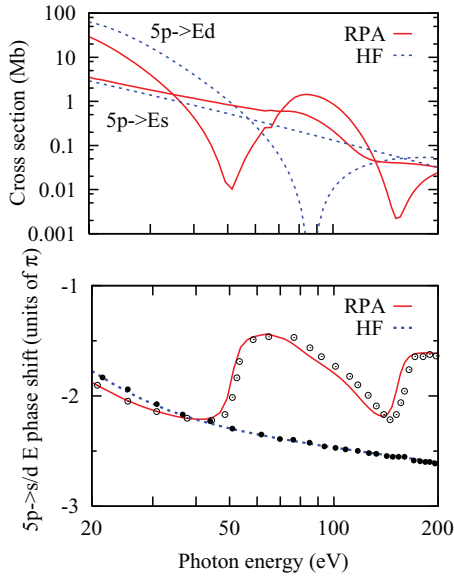 100
10
1
0.1
0.01
0.001
Cross section (Mb)
5p->Ed
5p->Es
RPA
HF
-1
-2
-3
5p->s/d E phase shift (units of π)
RPA
HF
20 50 100 200
Photon energy (eV)